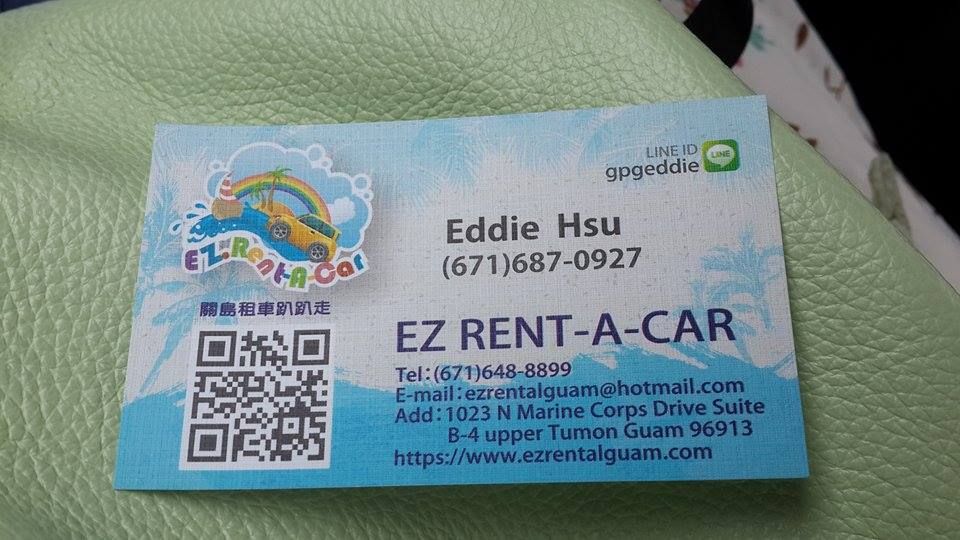 EZ. Rent-A-Car
關島租車趴趴走
LINE ID
gpgeddie
LINE
Eddie Hsu
(671)687-0927
EZ RENT-A-CAR
Tel:(671)648-8899
E-mail:ezrentalguam@hotmail.com
Add:1023 N Marine Corps Drive Suite
B-4 upper Tumon Guam 96913
https://www.ezrentalguam.com